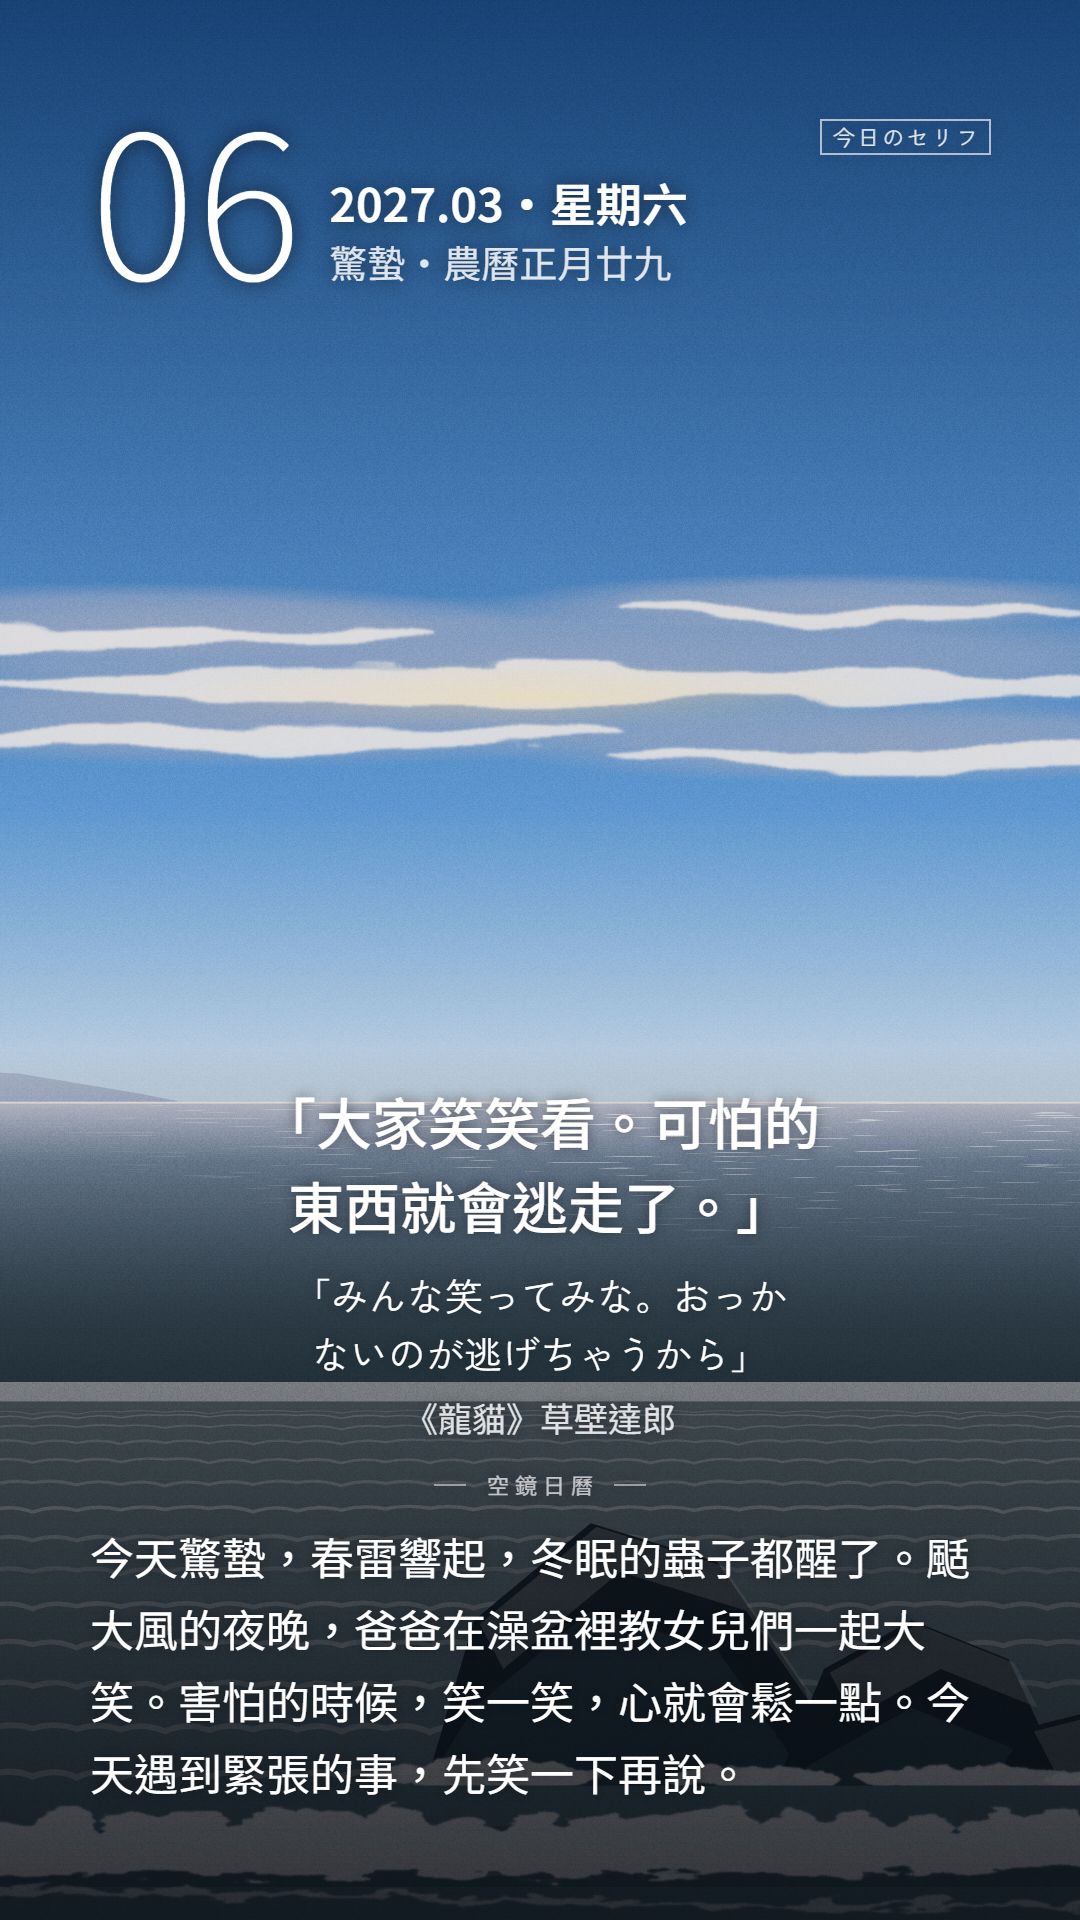 06
今日のセリフ
2027.03・星期六
驚蟄・農曆正月廿九
「大家笑笑看。可怕的
東西就會逃走了。」
「みんな笑ってみな。おっか
ないのが逃げちゃうから」
《龍貓》草壁達郎
空鏡日曆
今天驚蟄，春雷響起，冬眠的蟲子都醒了。颳
大風的夜晚，爸爸在澡盆裡教女兒們一起大
笑。害怕的時候，笑一笑，心就會鬆一點。今
天遇到緊張的事，先笑一下再說。